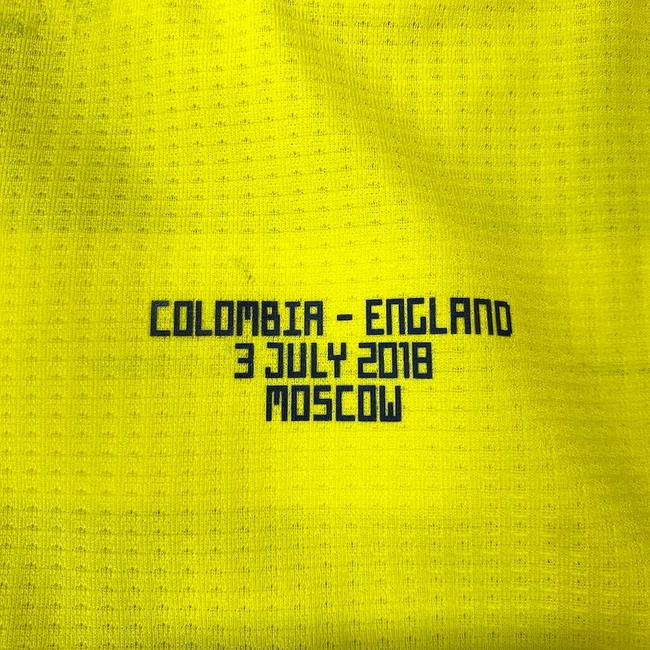 COLOMBIA - ENGLAND
3 JULY 2018
MOSCOW